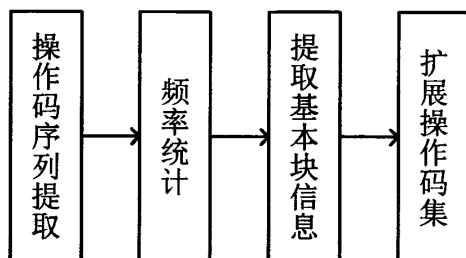 操作码序列提取
频率统计
提取基本块信息
扩展操作码集